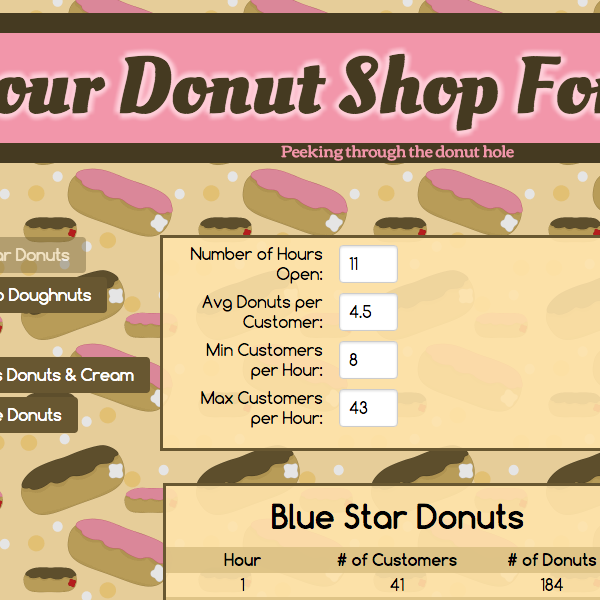 our Donut Shop For
Peeking through the donut hole
ar Donuts
Doughnuts
s Donuts & Cream
e Donuts
Number of Hours
Open:
11
Avg Donuts per
Customer:
4.5
Min Customers
per Hour:
8
Max Customers
per Hour:
43
Blue Star Donuts
Hour # of Customers # of Donuts
1 41 184